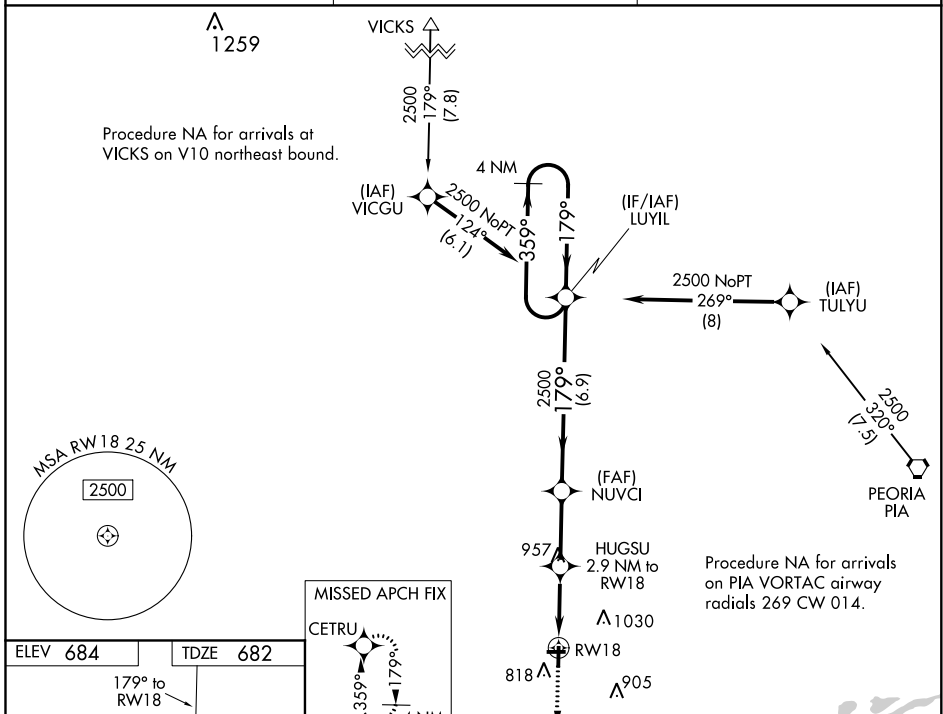 1259
VICKS
2500
179°
(7.8)
Procedure NA for arrivals at
VICKS on V10 northeast bound.
4 NM
(IAF)
VICGU
2500 NoPT
124°
(6.1)
359°
179°
(IF/IAF)
LUYIL
2500 NoPT
269°
(8)
(IAF)
TULYU
2500
179°
(6.9)
2500
320°
(7.5)
MSA RW18 25 NM
2500
(FAF)
NUVCI
PEORIA
PIA
957
HUGSU
2.9 NM to
RW18
Procedure NA for arrivals
on PIA VORTAC airway
radials 269 CW 014.
MISSED APCH FIX
CETRU
359°
179°
1030
RW18
818
905
ELEV 684
TDZE 682
179° to
RW18